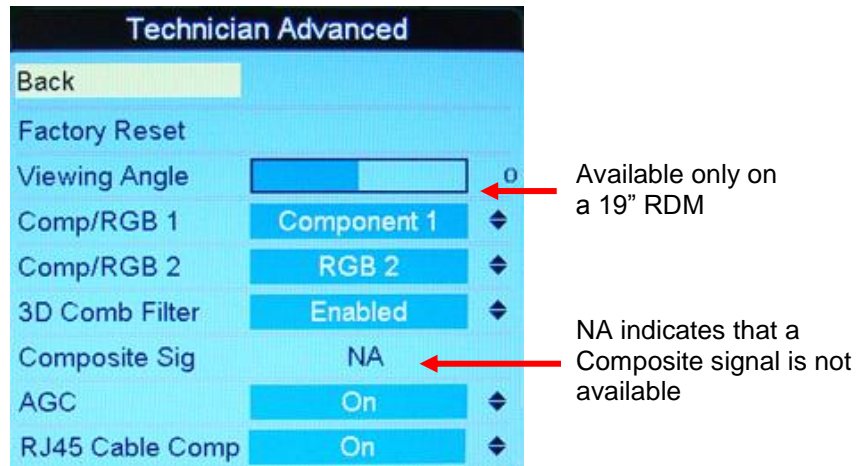 Technician Advanced
Back
Factory Reset
Viewing Angle 0
Available only on
a 19” RDM
Comp/RGB 1 Component 1
Comp/RGB 2 RGB 2
3D Comb Filter Enabled
Composite Sig NA
NA indicates that a
Composite signal is not
available
AGC On
RJ45 Cable Comp On